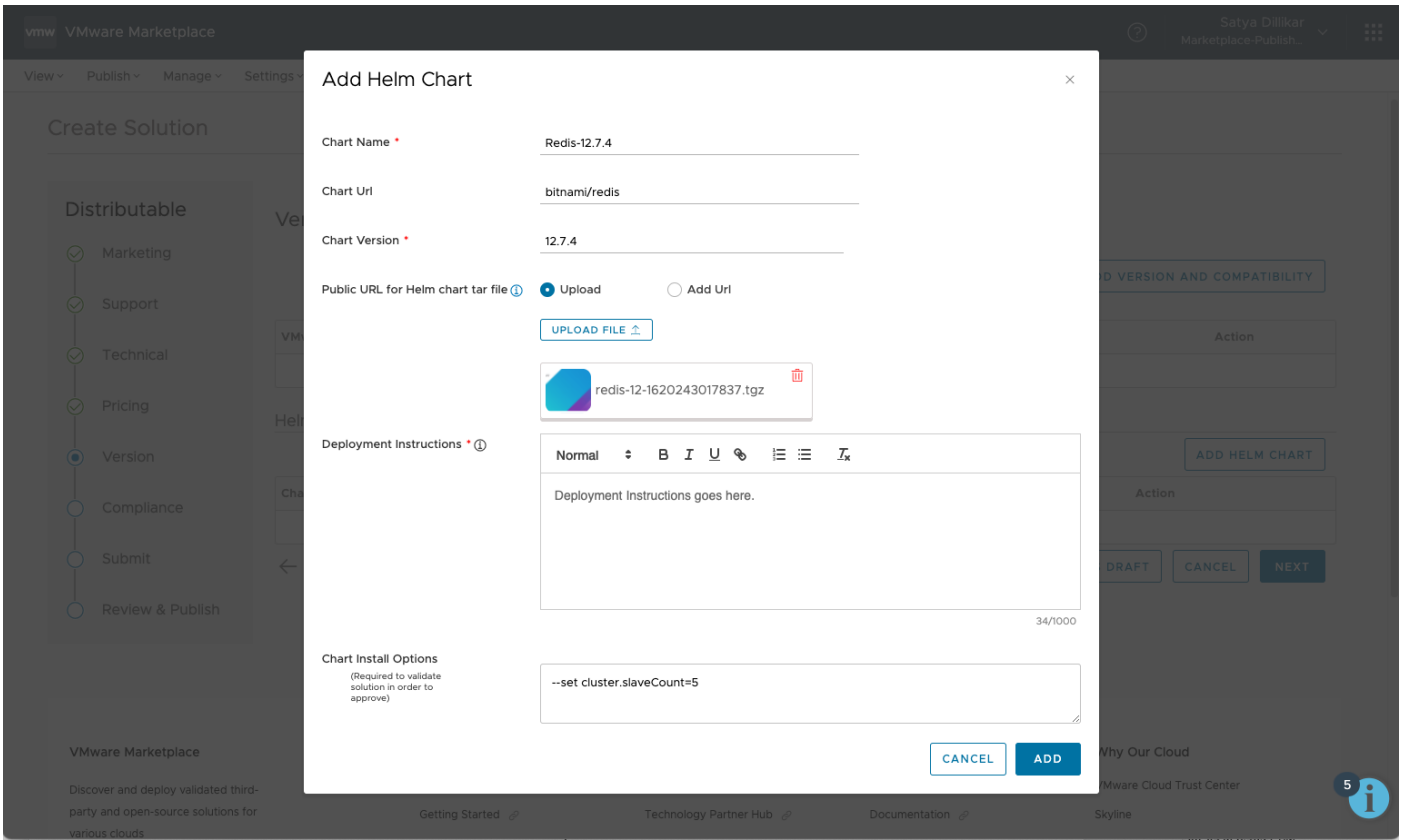 vmw VMware Marketplace
Satya Dillikar
Marketplace-Publish...
View Publish Manage Settings
Add Helm Chart
Create Solution
Chart Name *
Redis-12.7.4
Chart Url
bitnami/redis
Distributable
Chart Version *
12.7.4
Marketing
Support
Technical
Pricing
Version
Compliance
Submit
Review & Publish
Public URL for Helm chart tar file
Upload
Add Url
VERSION AND COMPATIBILITY
UPLOAD FILE
Action
redis-12-1620243017837.tgz
Deployment Instructions *
Normal B I U
Deployment Instructions goes here.
34/1000
ADD HELM CHART
Action
DRAFT
CANCEL
NEXT
Chart Install Options
(Required to validate
solution in order to
approve)
--set cluster.slaveCount=5
CANCEL
ADD
VMware Marketplace
Discover and deploy validated third-
party and open-source solutions for
various clouds
Getting Started
Technology Partner Hub
Documentation
Why Our Cloud
VMware Cloud Trust Center
Skyline
5